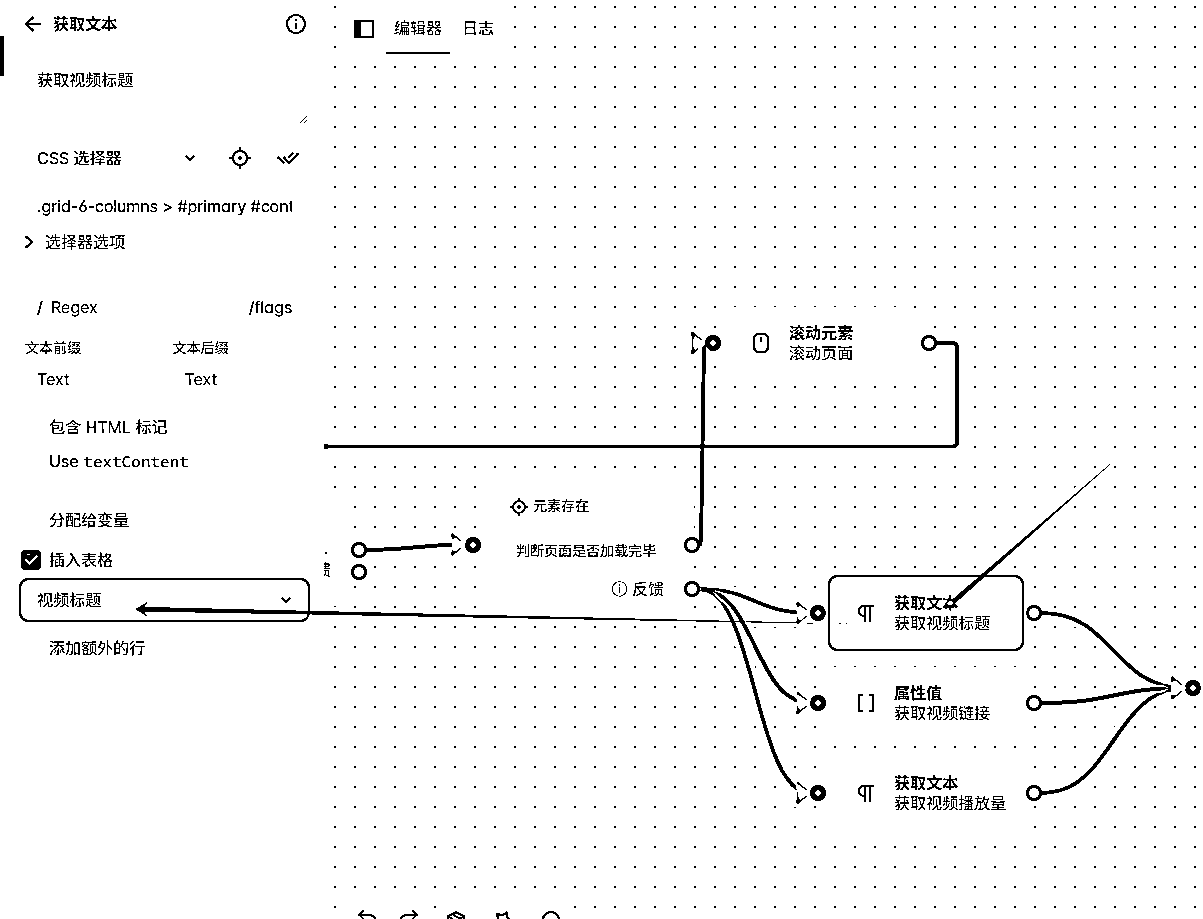 获取文本
获取视频标题
CSS 选择器
.grid-6-columns > #primary #cont
选择器选项
/ Regex /flags
文本前缀 文本后缀
Text Text
包含 HTML 标记
Use textContent
分配给变量
插入表格
视频标题
添加额外的行
编辑器 日志
滚动元素
滚动页面
元素存在
判断页面是否加载完毕
反馈
获取文本
获取视频标题
属性值
获取视频链接
获取文本
获取视频播放量